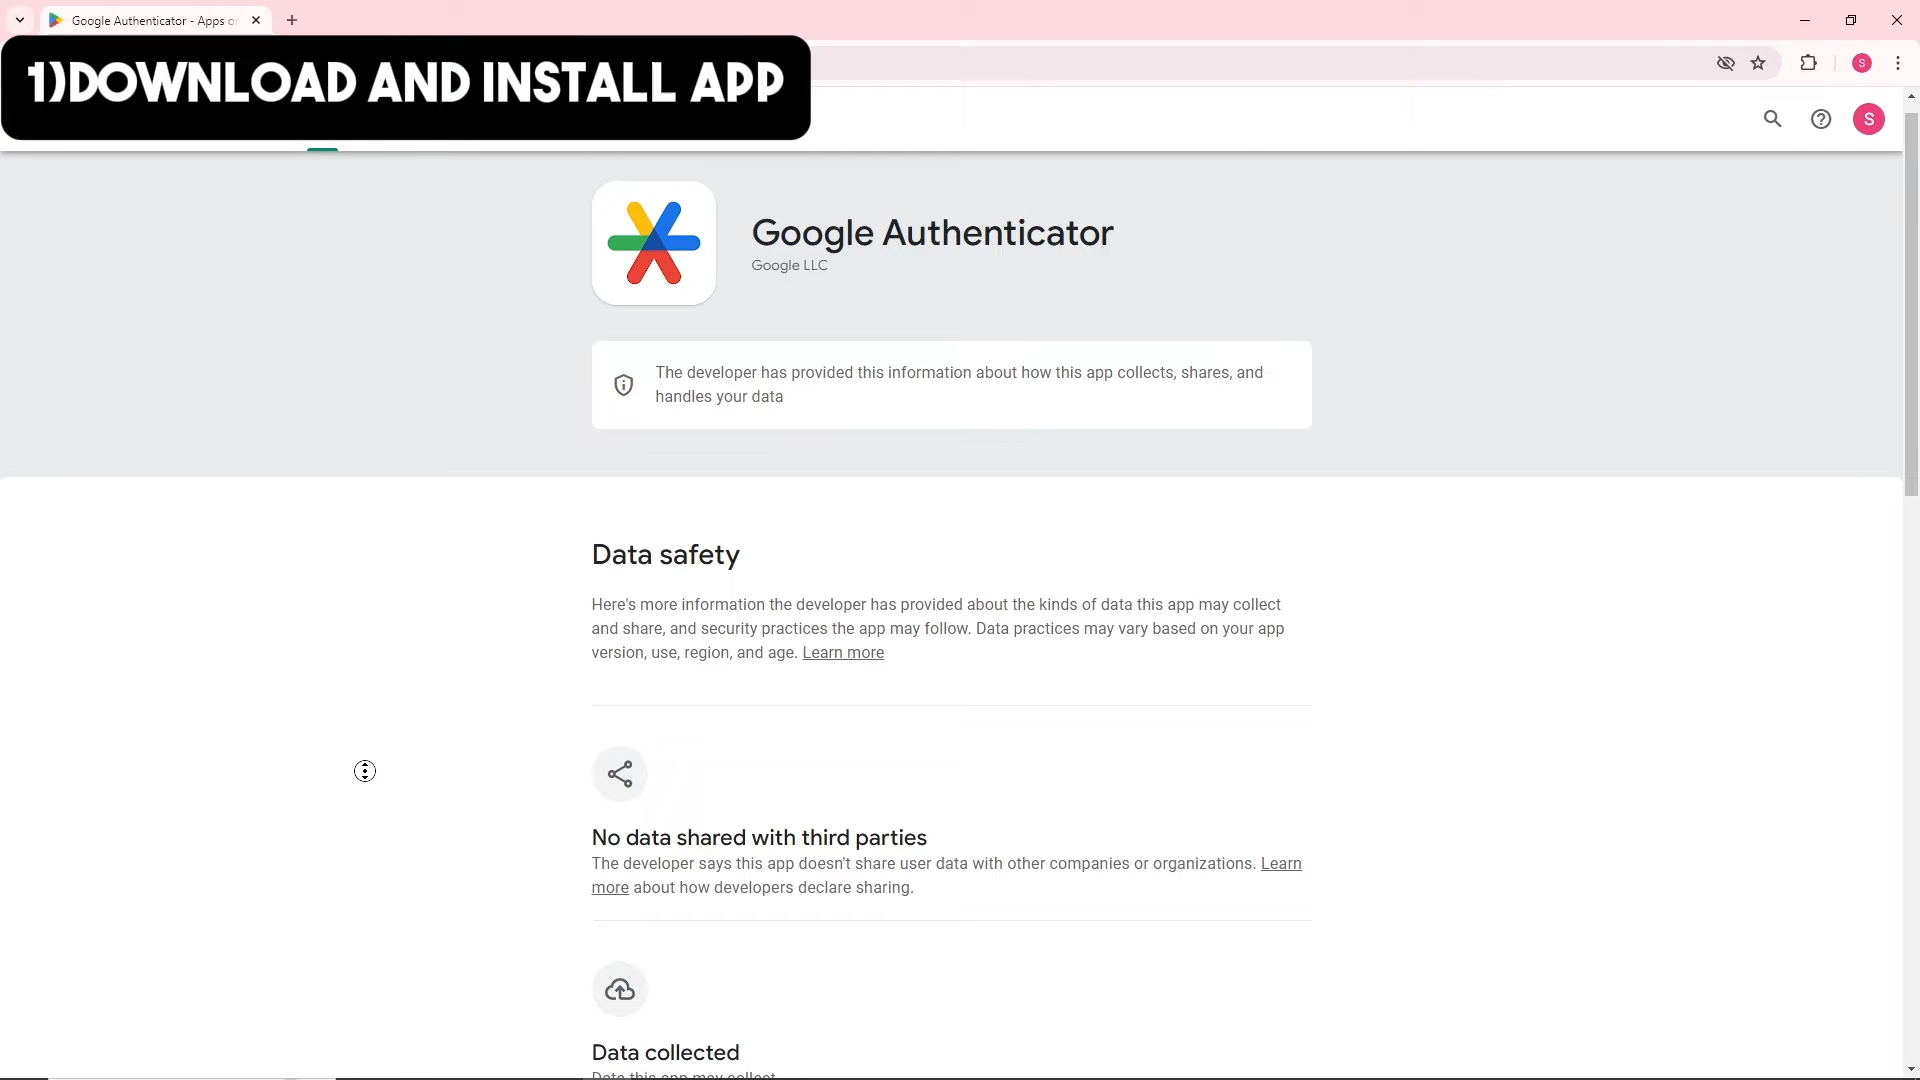 Google Authenticator - Apps o
1)DOWNLOAD AND INSTALL APP
S
S
Google Authenticator
Google LLC
The developer has provided this information about how this app collects, shares, and
handles your data
Data safety
Here's more information the developer has provided about the kinds of data this app may collect
and share, and security practices the app may follow. Data practices may vary based on your app
version, use, region, and age. Learn more
No data shared with third parties
The developer says this app doesn't share user data with other companies or organizations. Learn
more about how developers declare sharing.
Data collected
Data this app may collect